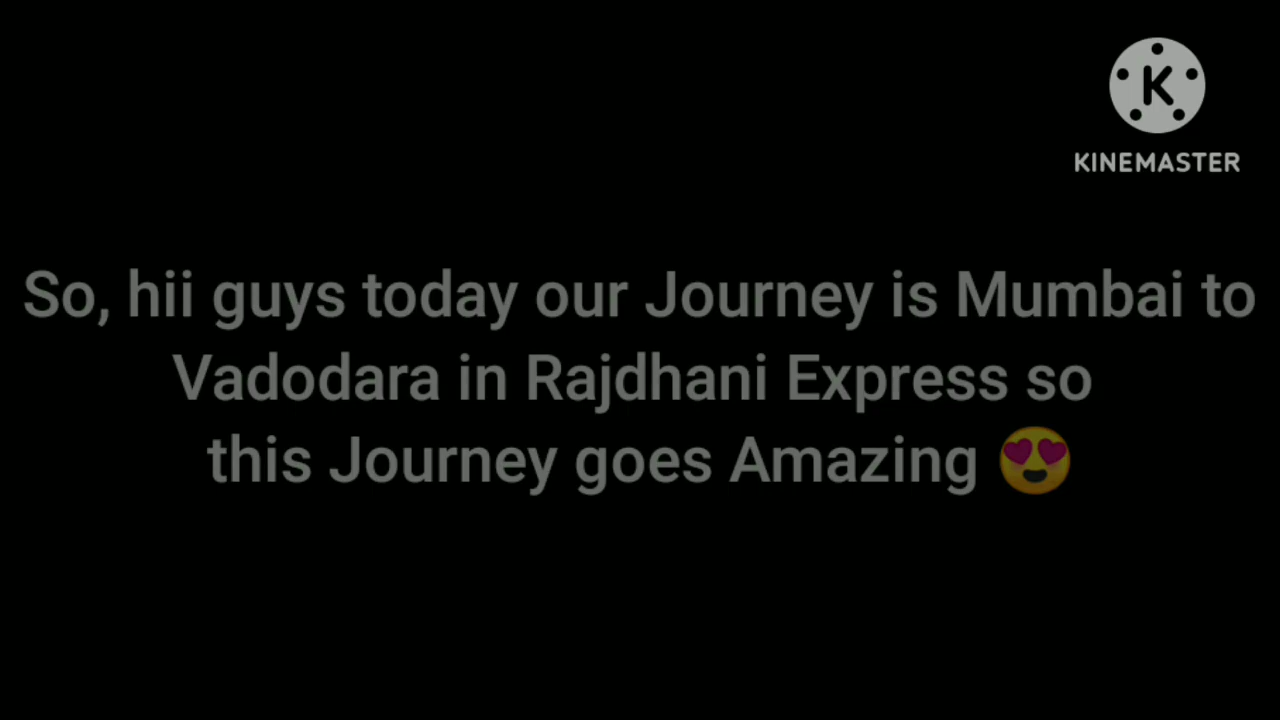 K
KINEMASTER
So, hii guys today our Journey is Mumbai to
Vadodara in Rajdhani Express so
this Journey goes Amazing 😍